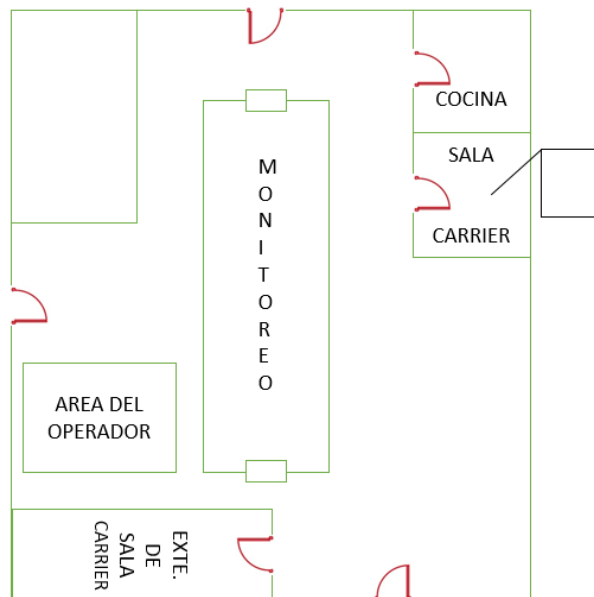 COCINA
SALA
CARRIER
MONITOREO
AREA DEL
OPERADOR
EXTE.
DE
SALA
CARRIER